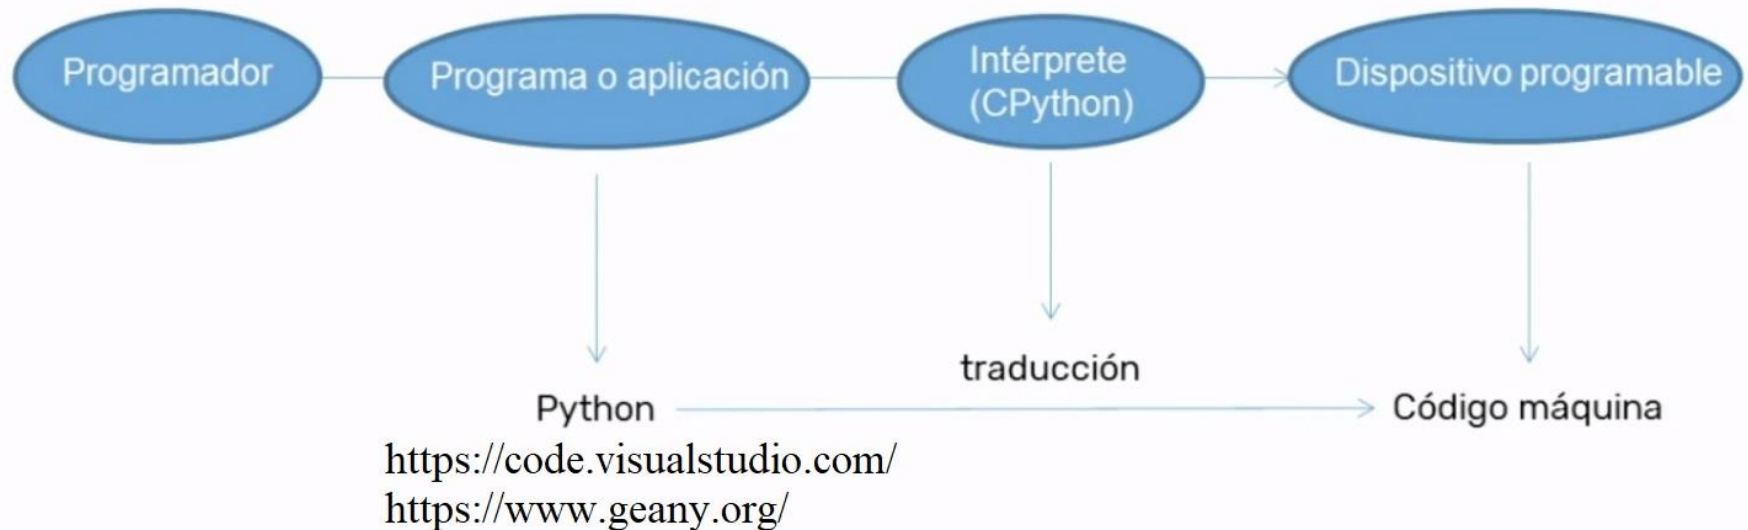 Programador
Programa o aplicación
Intérprete
(CPython)
Dispositivo programable
traducción
Python
Código máquina
https://code.visualstudio.com/
https://www.geany.org/